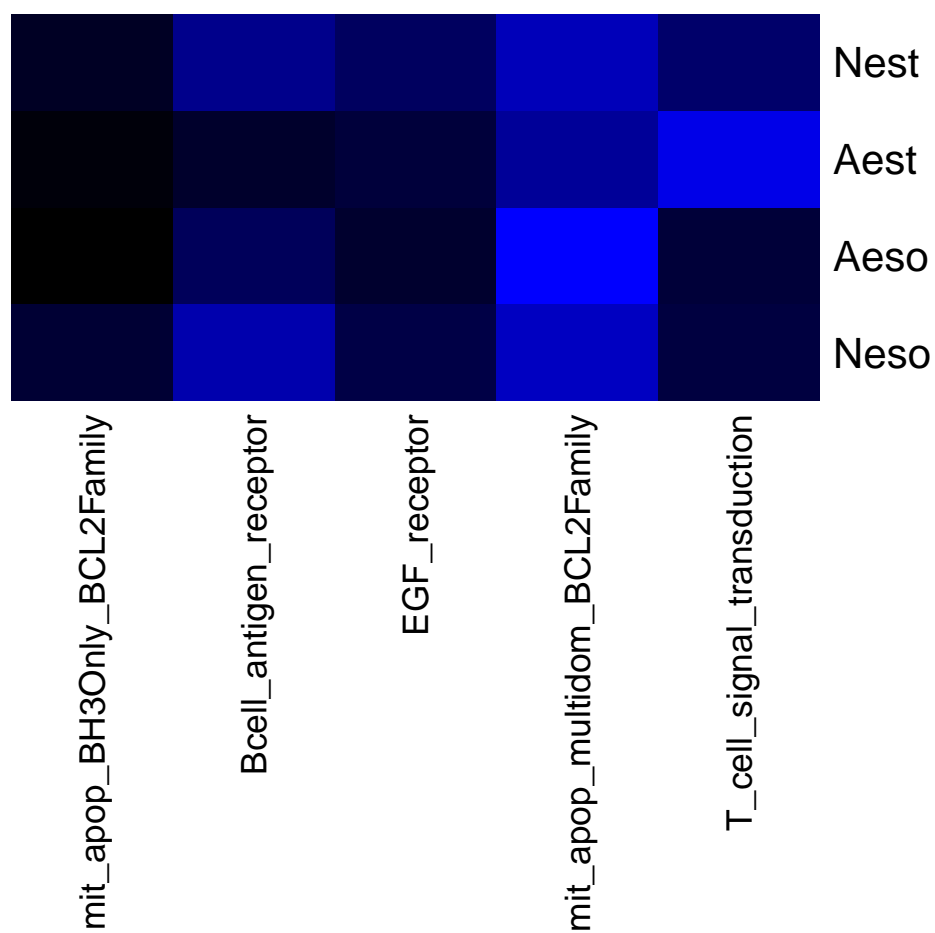 Nest
Aest
Aeso
Neso
mit_apop_BH3Only_BCL2Family
Bcell_antigen_receptor
EGF_receptor
mit_apop_multidom_BCL2Family
T_cell_signal_transduction